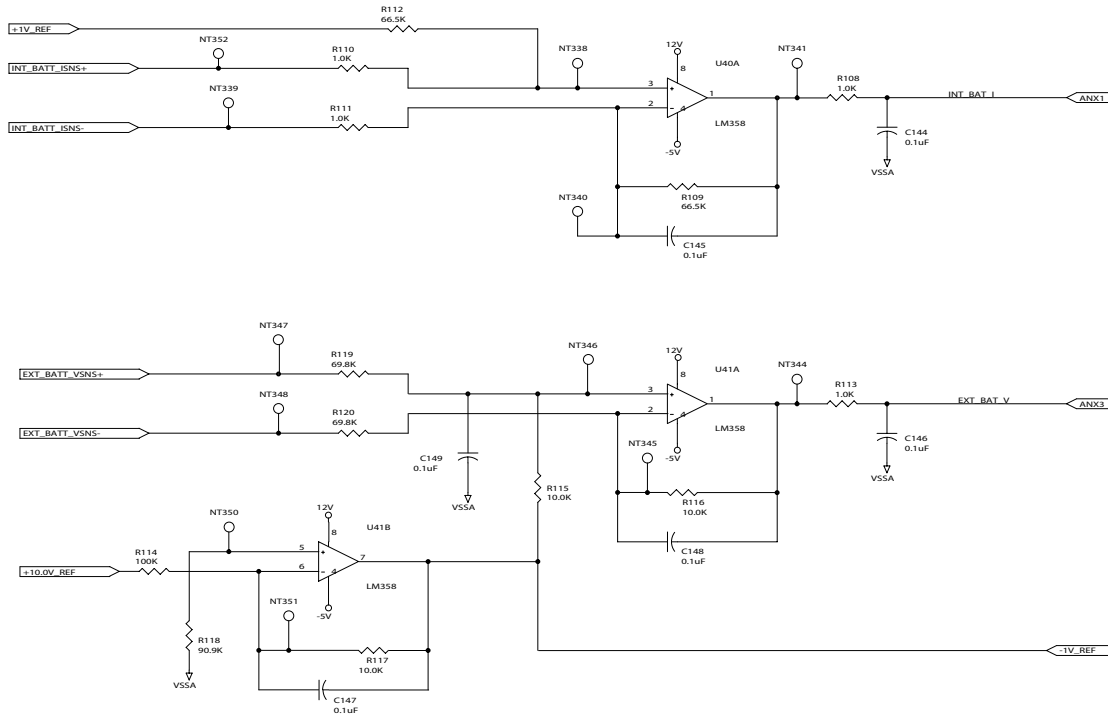 R112
66.5K
+1V_REF
NT352
R110
1.0K
INT_BATT_ISNS+
NT339
R111
1.0K
INT_BATT_ISNS-
NT338
12V
U40A
8
3
+
2
-
4
1
LM358
-5V
NT341
R108
1.0K
INT_BAT_I
ANX1
C144
0.1uF
VSSA
R109
66.5K
NT340
C145
0.1uF
NT347
R119
69.8K
EXT_BATT_VSNS+
NT348
R120
69.8K
EXT_BATT_VSNS-
NT346
12V
U41A
8
3
+
2
-
4
1
LM358
-5V
NT344
R113
1.0K
EXT_BAT_V
ANX3
C146
0.1uF
VSSA
C149
0.1uF
VSSA
NT345
R115
10.0K
R116
10.0K
C148
0.1uF
NT350
12V
U41B
8
R114
100K
5
+
6
-
4
7
+10.0V_REF
LM358
-5V
NT351
R118
90.9K
VSSA
R117
10.0K
-1V_REF
C147
0.1uF